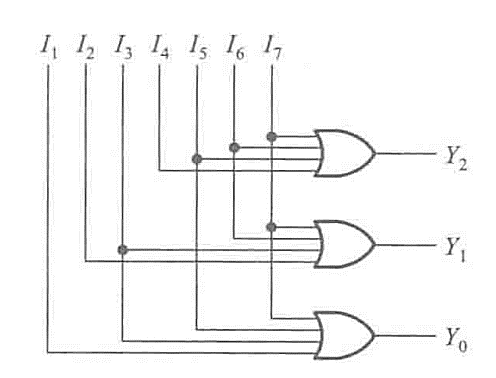 I₁ I₂ I₃ I₄ I₅ I₆ I₇
Y₂
Y₁
Y₀